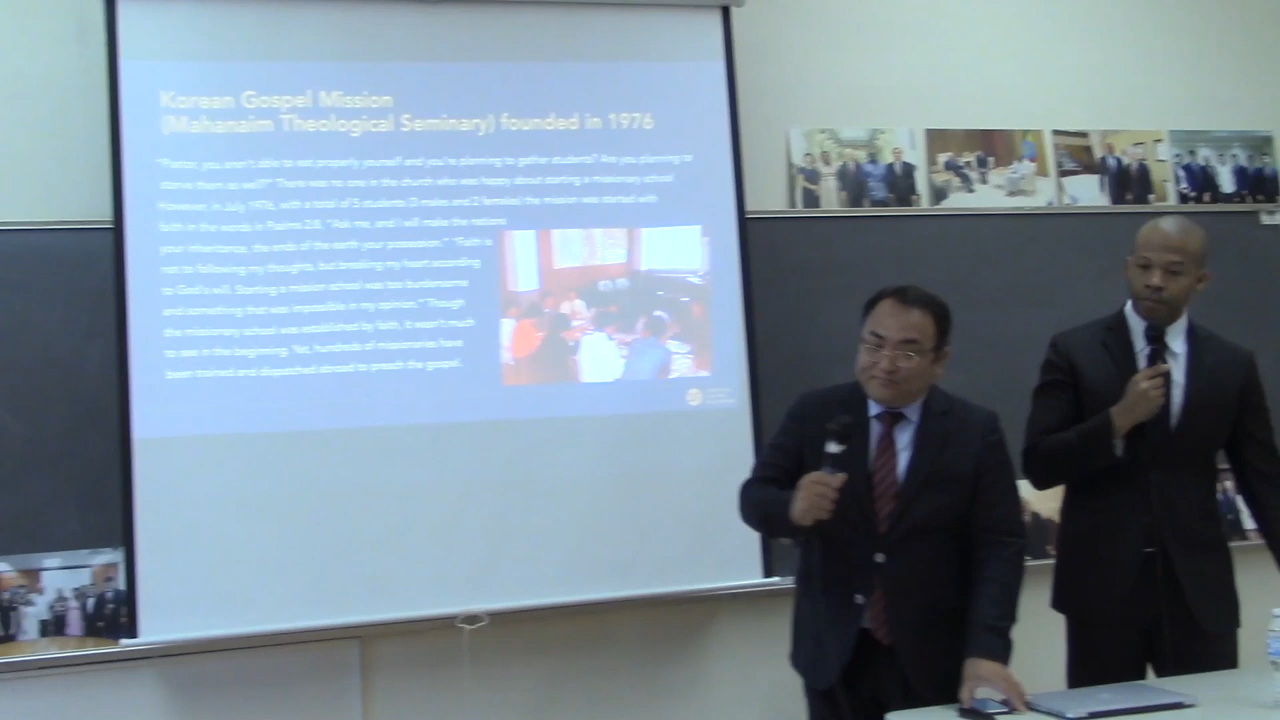 Korean Gospel Mission
(Mahanaim Theological Seminary) founded in 1976
"Pastor, you aren't able to eat properly yourself and you're planning to gather students? Are you planning to
starve them as well?" There was no one in the church who was happy about starting a missionary school
However, in July 1976, with a total of 5 students (3 males and 2 females) the mission was started with
faith in the words in Psalms 2:8, "Ask me, and I will make the nations
your inheritance, the ends of the earth your possession." "Faith is
not to following my thoughts, but breaking my heart according
to God's will. Starting a mission school was too burdensome
and something that was impossible in my opinion." Though
the missionary school was established by faith, it wasn't much
to see in the beginning. Yet, hundreds of missionaries have
been trained and dispatched abroad to preach the gospel.